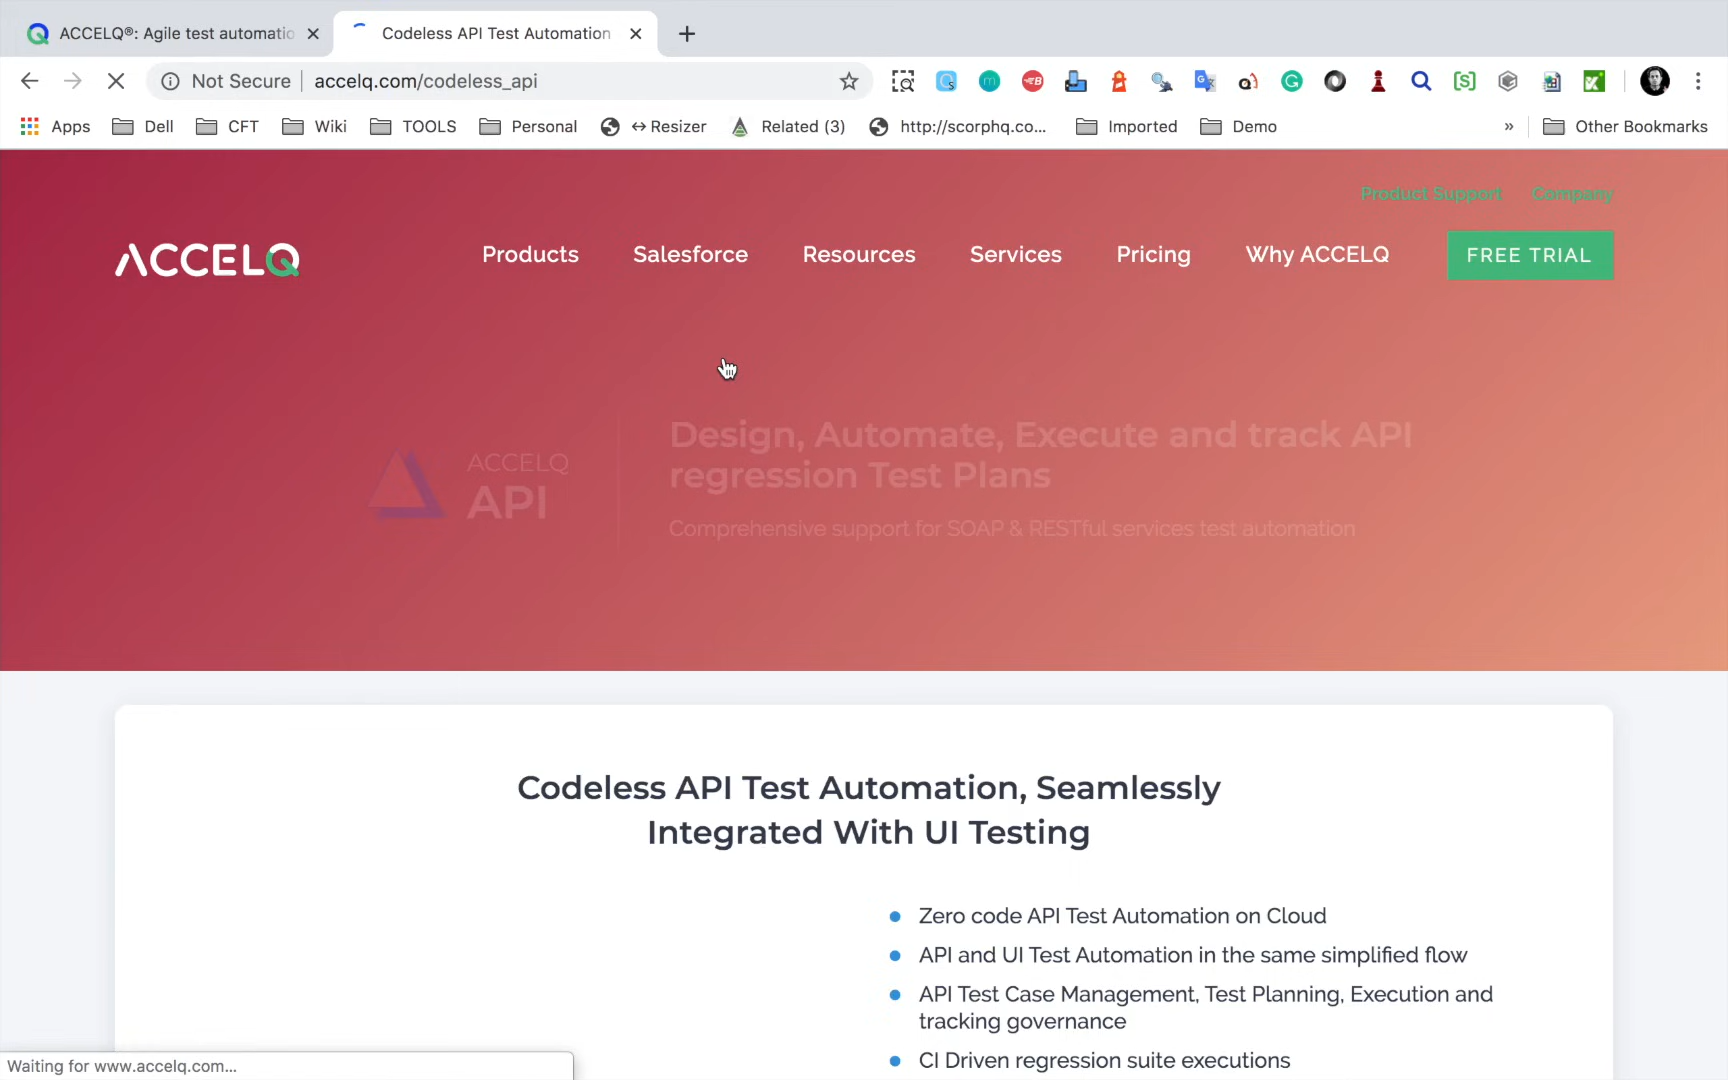 ACCELQ®: Agile test automatio
Codeless API Test Automation
Not Secure
accelq.com/codeless_api
Apps
Dell
CFT
Wiki
TOOLS
Personal
↔Resizer
Related (3)
http://scorphq.co...
Imported
Demo
»
Other Bookmarks
Product Support
Company
ACCELQ
Products
Salesforce
Resources
Services
Pricing
Why ACCELQ
FREE TRIAL
ACCELQ
API
Design, Automate, Execute and track API
regression Test Plans
Comprehensive support for SOAP & RESTful services test automation
Codeless API Test Automation, Seamlessly
Integrated With UI Testing
Zero code API Test Automation on Cloud
API and UI Test Automation in the same simplified flow
API Test Case Management, Test Planning, Execution and
tracking governance
CI Driven regression suite executions
Waiting for www.accelq.com...